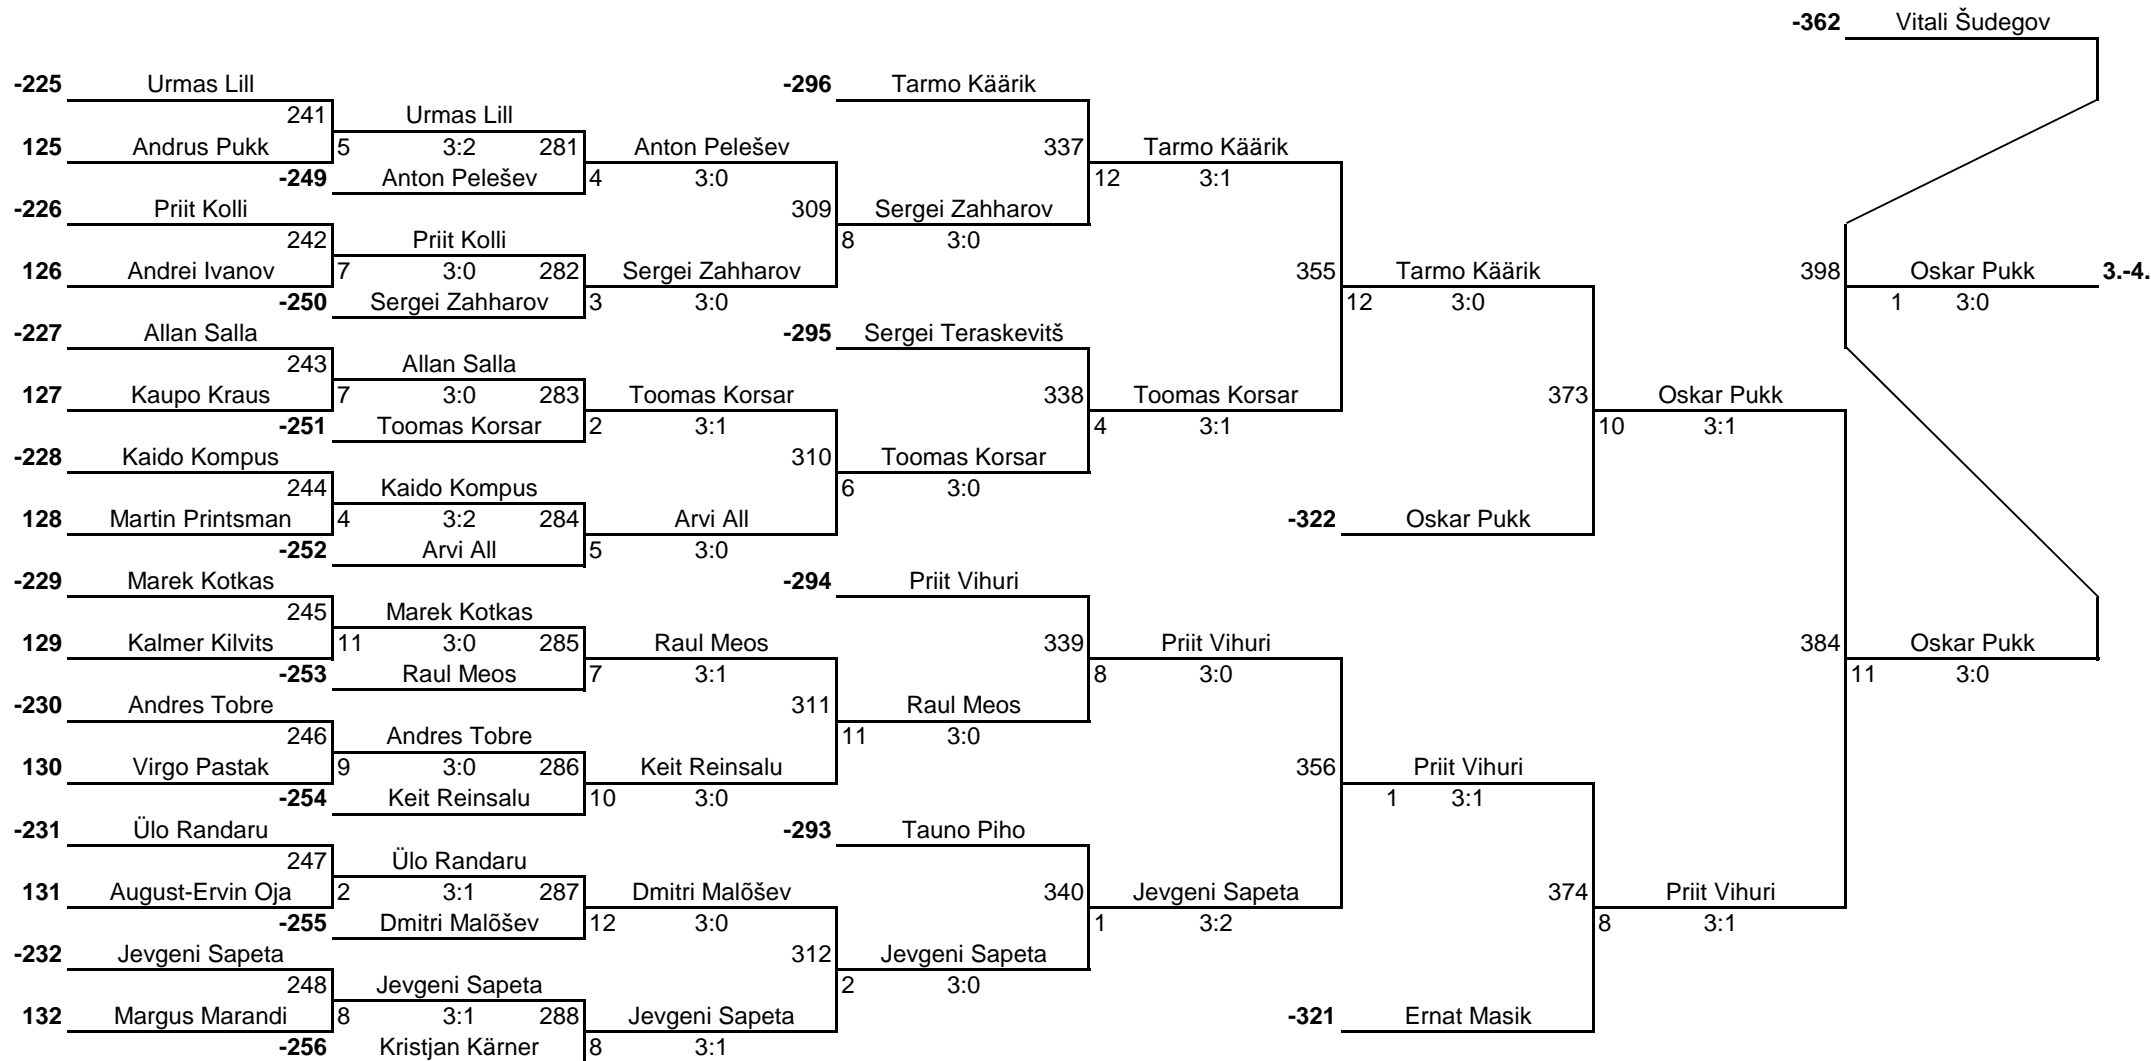 -362 Vitali Šudegov
-225 Urmas Lill -296 Tarmo Käärik
241 Urmas Lill
125 Andrus Pukk 5 3:2 281 Anton Pelešev 337 Tarmo Käärik
-249 Anton Pelešev 4 3:0 12 3:1
-226 Priit Kolli 309 Sergei Zahharov
242 Priit Kolli 8 3:0
126 Andrei Ivanov 7 3:0 282 Sergei Zahharov 355 Tarmo Käärik 398 Oskar Pukk 3.-4.
-250 Sergei Zahharov 3 3:0 12 3:0 1 3:0
-227 Allan Salla -295 Sergei Teraskevitš
243 Allan Salla
127 Kaupo Kraus 7 3:0 283 Toomas Korsar 338 Toomas Korsar 373 Oskar Pukk
-251 Toomas Korsar 2 3:1 4 3:1 10 3:1
-228 Kaido Kompus 310 Toomas Korsar
244 Kaido Kompus 6 3:0
128 Martin Printsman 4 3:2 284 Arvi All -322 Oskar Pukk
-252 Arvi All 5 3:0
-229 Marek Kotkas -294 Priit Vihuri
245 Marek Kotkas
129 Kalmer Kilvits 11 3:0 285 Raul Meos 339 Priit Vihuri 384 Oskar Pukk
-253 Raul Meos 7 3:1 8 3:0 11 3:0
-230 Andres Tobre 311 Raul Meos
246 Andres Tobre 11 3:0
130 Virgo Pastak 9 3:0 286 Keit Reinsalu 356 Priit Vihuri
-254 Keit Reinsalu 10 3:0 1 3:1
-231 Ülo Randaru -293 Tauno Piho
247 Ülo Randaru
131 August-Ervin Oja 2 3:1 287 Dmitri Malõšev 340 Jevgeni Sapeta 374 Priit Vihuri
-255 Dmitri Malõšev 12 3:0 1 3:2 8 3:1
-232 Jevgeni Sapeta 312 Jevgeni Sapeta
248 Jevgeni Sapeta 2 3:0
132 Margus Marandi 8 3:1 288 Jevgeni Sapeta -321 Ernat Masik
-256 Kristjan Kärner 8 3:1